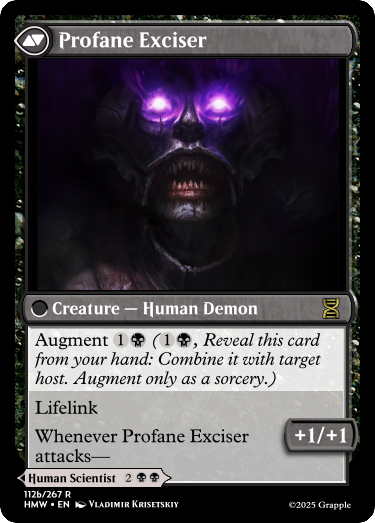 Profane Exciser
Creature — Human Demon
Augment 1 (1, Reveal this card
from your hand: Combine it with target
host. Augment only as a sorcery.)
Lifelink
Whenever Profane Exciser
attacks—
+1/+1
Human Scientist 2
112b/267 R
HMW • EN Vladimir Krisetskiy
©2025 Grapple